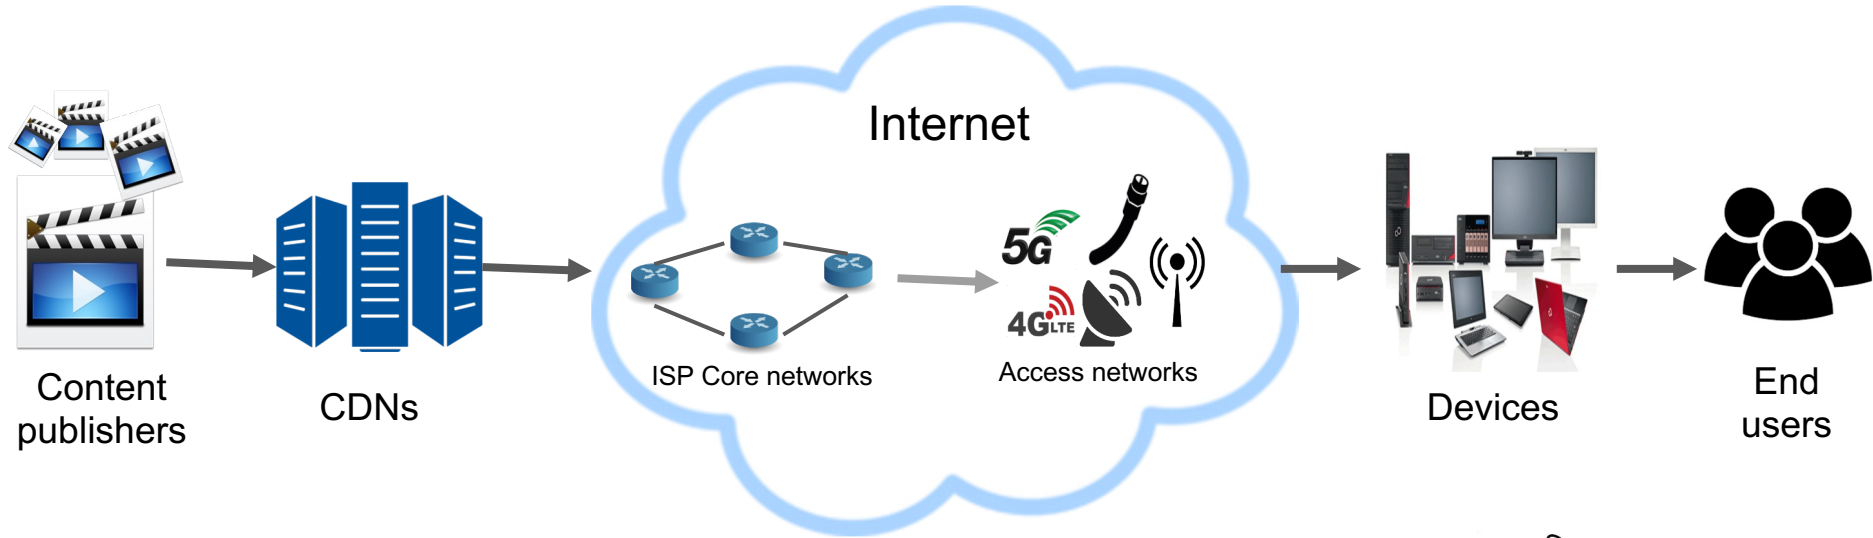 Internet
5G
4G LTE
ISP Core networks
Access networks
Content
publishers
CDNs
Devices
End
users